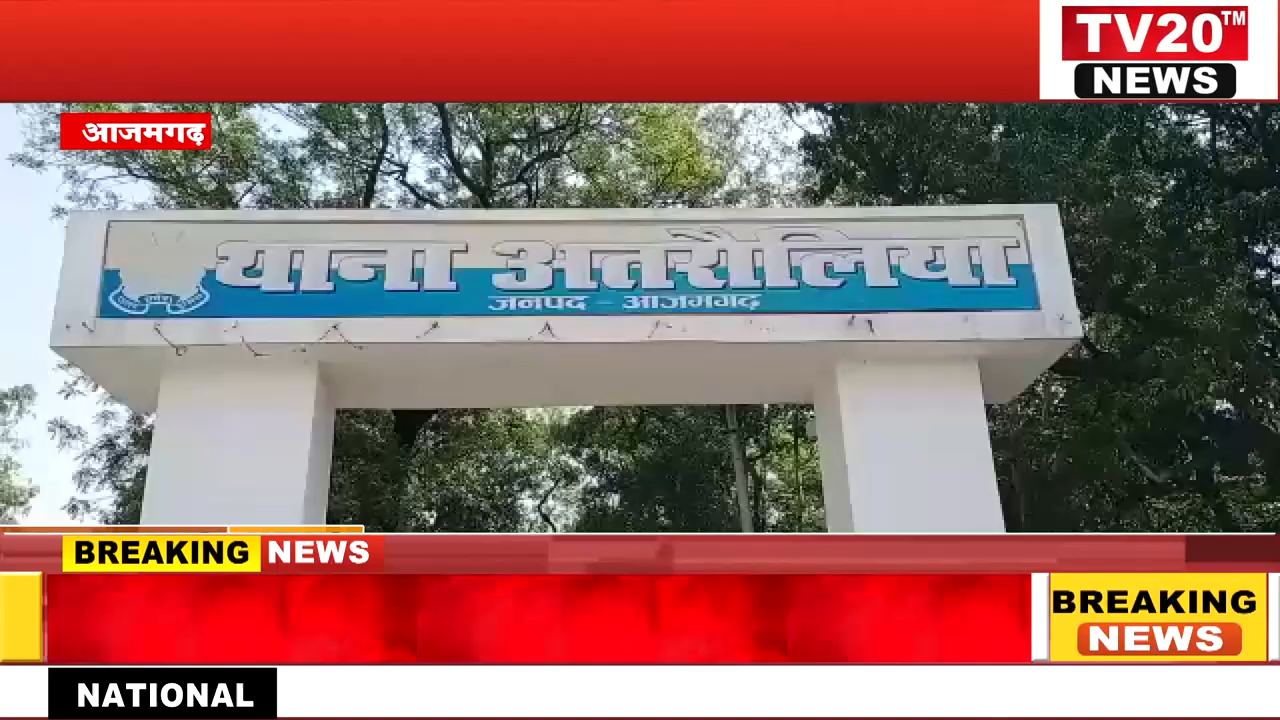 TV20™
NEWS
आजमगढ़
थाना अतरौलिया
जनपद - आजमगढ़
BREAKING NEWS
BREAKING
NEWS
NATIONAL